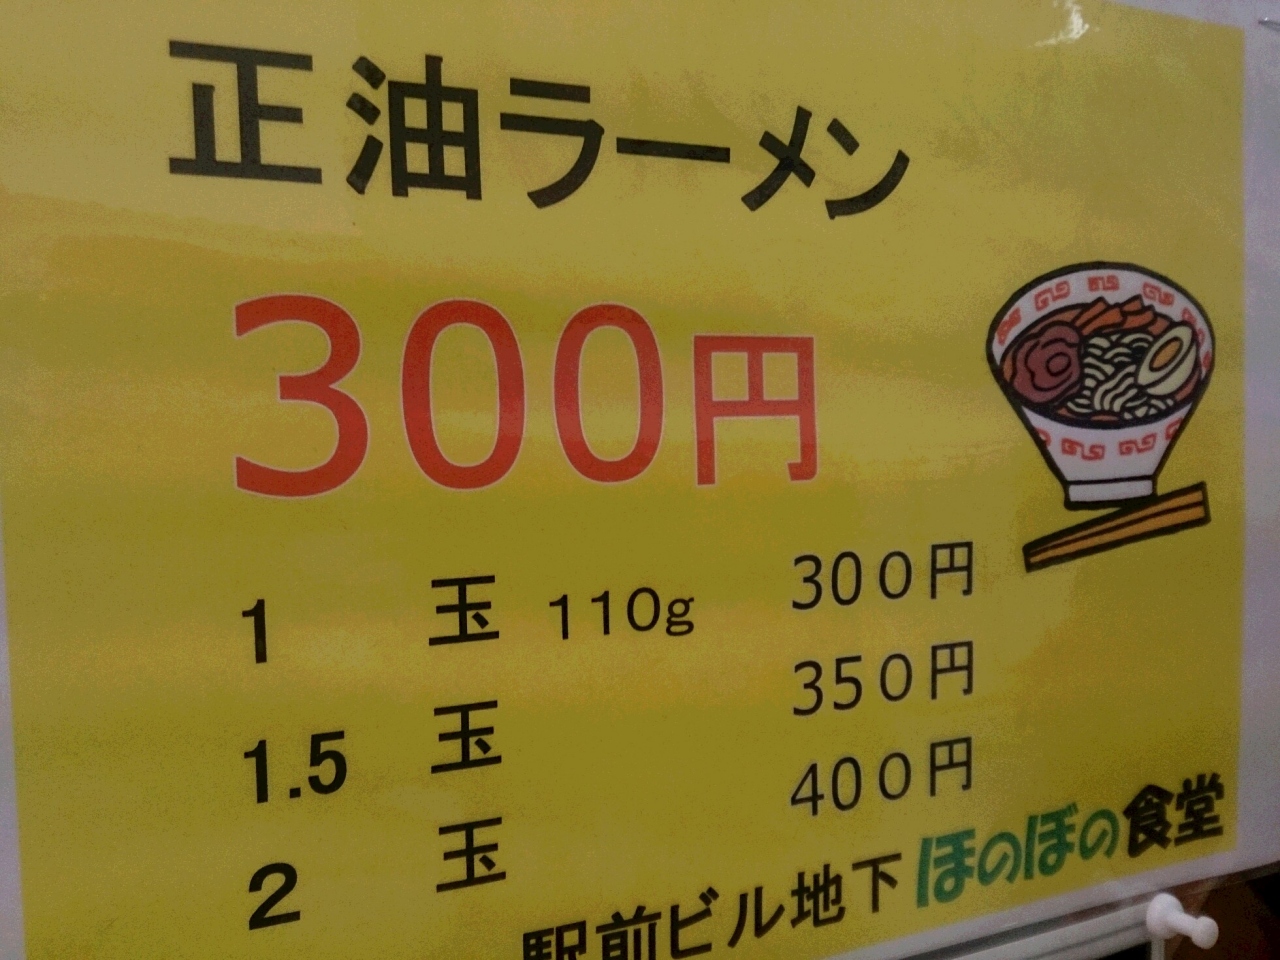 正油ラーメン
300円
1 玉 110g 300円
1.5 玉 350円
2 玉 400円
駅前ビル地下 ほのぼの食堂